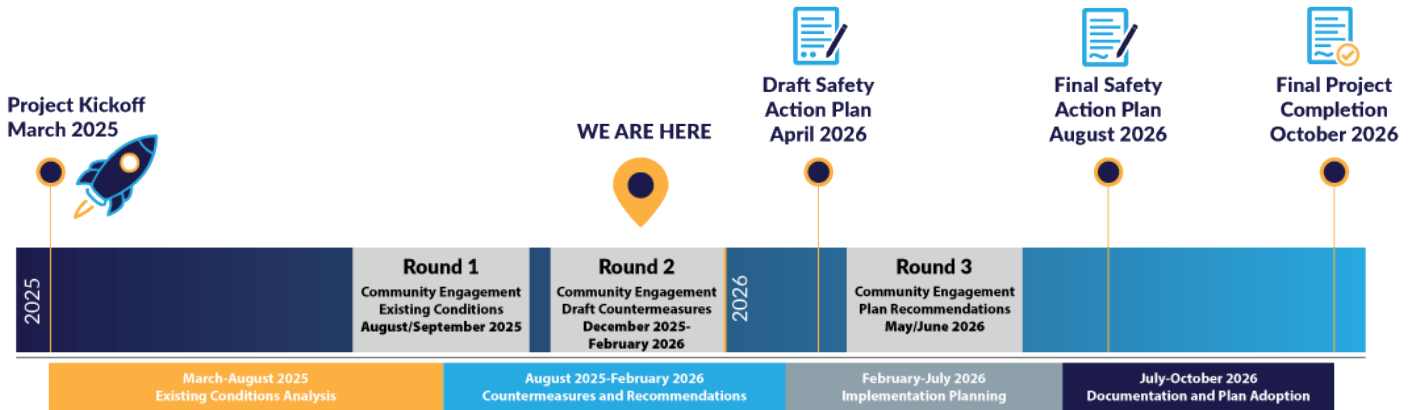 Project Kickoff
March 2025
WE ARE HERE
Draft Safety
Action Plan
April 2026
Final Safety
Action Plan
August 2026
Final Project
Completion
October 2026
2025
Round 1
Community Engagement
Existing Conditions
August/September 2025
Round 2
Community Engagement
Draft Countermeasures
December 2025-
February 2026
2026
Round 3
Community Engagement
Plan Recommendations
May/June 2026
March-August 2025
Existing Conditions Analysis
August 2025-February 2026
Countermeasures and Recommendations
February-July 2026
Implementation Planning
July-October 2026
Documentation and Plan Adoption